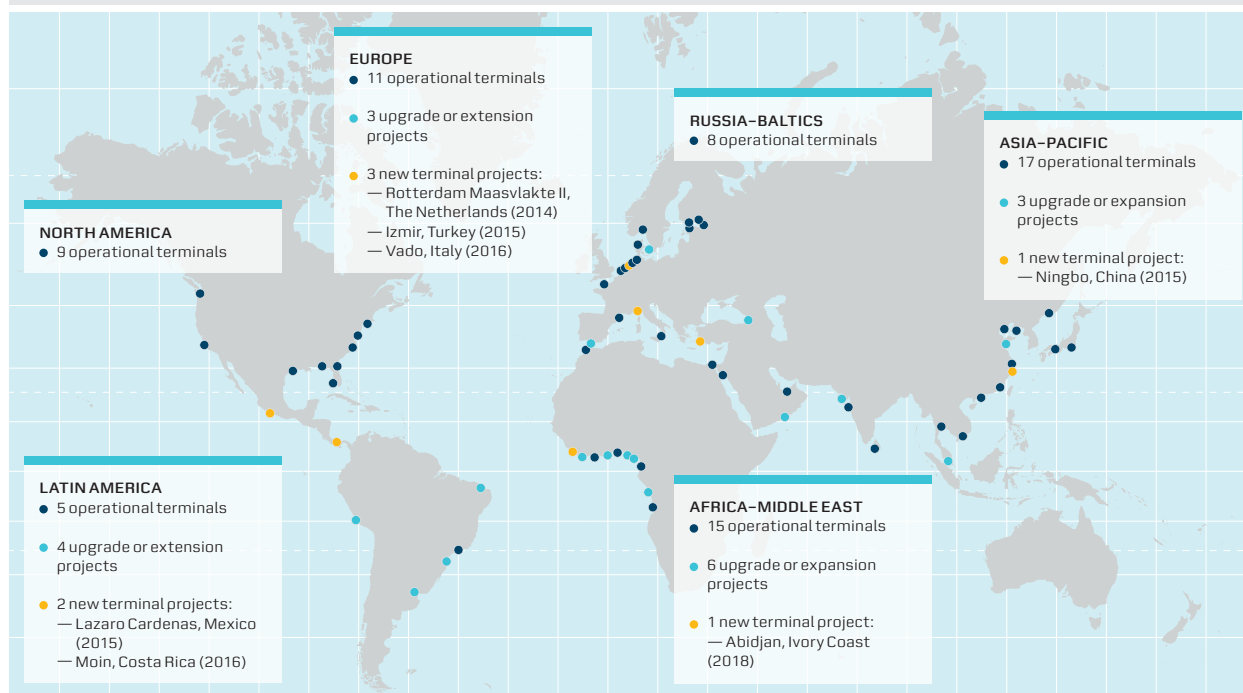 EUROPE
11 operational terminals
3 upgrade or extension
projects
3 new terminal projects:
— Rotterdam Maasvlakte II,
The Netherlands (2014)
— Izmir, Turkey (2015)
— Vado, Italy (2016)
RUSSIA–BALTICS
8 operational terminals
ASIA–PACIFIC
17 operational terminals
3 upgrade or expansion
projects
1 new terminal project:
— Ningbo, China (2015)
NORTH AMERICA
9 operational terminals
LATIN AMERICA
5 operational terminals
4 upgrade or extension
projects
2 new terminal projects:
— Lazaro Cardenas, Mexico
(2015)
— Moin, Costa Rica (2016)
AFRICA–MIDDLE EAST
15 operational terminals
6 upgrade or expansion
projects
1 new terminal project:
— Abidjan, Ivory Coast
(2018)